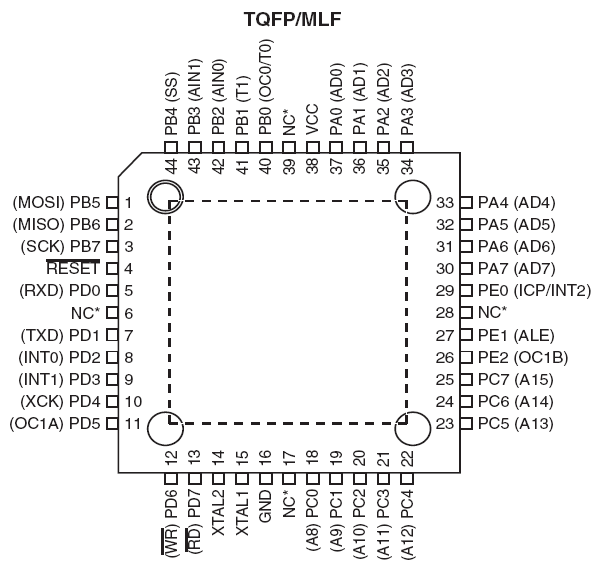 TQFP/MLF
PB4 (SS)
PB3 (AIN1)
PB2 (AIN0)
PB1 (T1)
PB0 (OC0/T0)
NC*
VCC
PA0 (AD0)
PA1 (AD1)
PA2 (AD2)
PA3 (AD3)
44 43 42 41 40 39 38 37 36 35 34
(MOSI) PB5 1
(MISO) PB6 2
(SCK) PB7 3
RESET 4
(RXD) PD0 5
NC* 6
(TXD) PD1 7
(INT0) PD2 8
(INT1) PD3 9
(XCK) PD4 10
(OC1A) PD5 11
33 PA4 (AD4)
32 PA5 (AD5)
31 PA6 (AD6)
30 PA7 (AD7)
29 PE0 (ICP/INT2)
28 NC*
27 PE1 (ALE)
26 PE2 (OC1B)
25 PC7 (A15)
24 PC6 (A14)
23 PC5 (A13)
12 13 14 15 16 17 18 19 20 21 22
(WR) PD6
(RD) PD7
XTAL2
XTAL1
GND
NC*
(A8) PC0
(A9) PC1
(A10) PC2
(A11) PC3
(A12) PC4